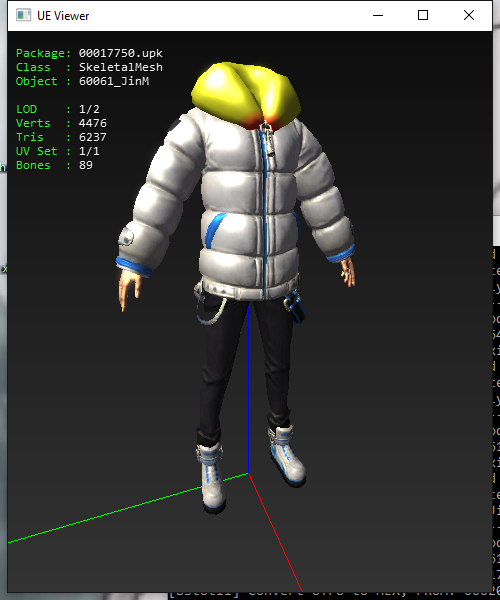 UE Viewer
Package: 00017750.upk
Class : SkeletalMesh
Object : 60061_JinM
LOD : 1/2
Verts : 4476
Tris : 6237
UV Set : 1/1
Bones : 89